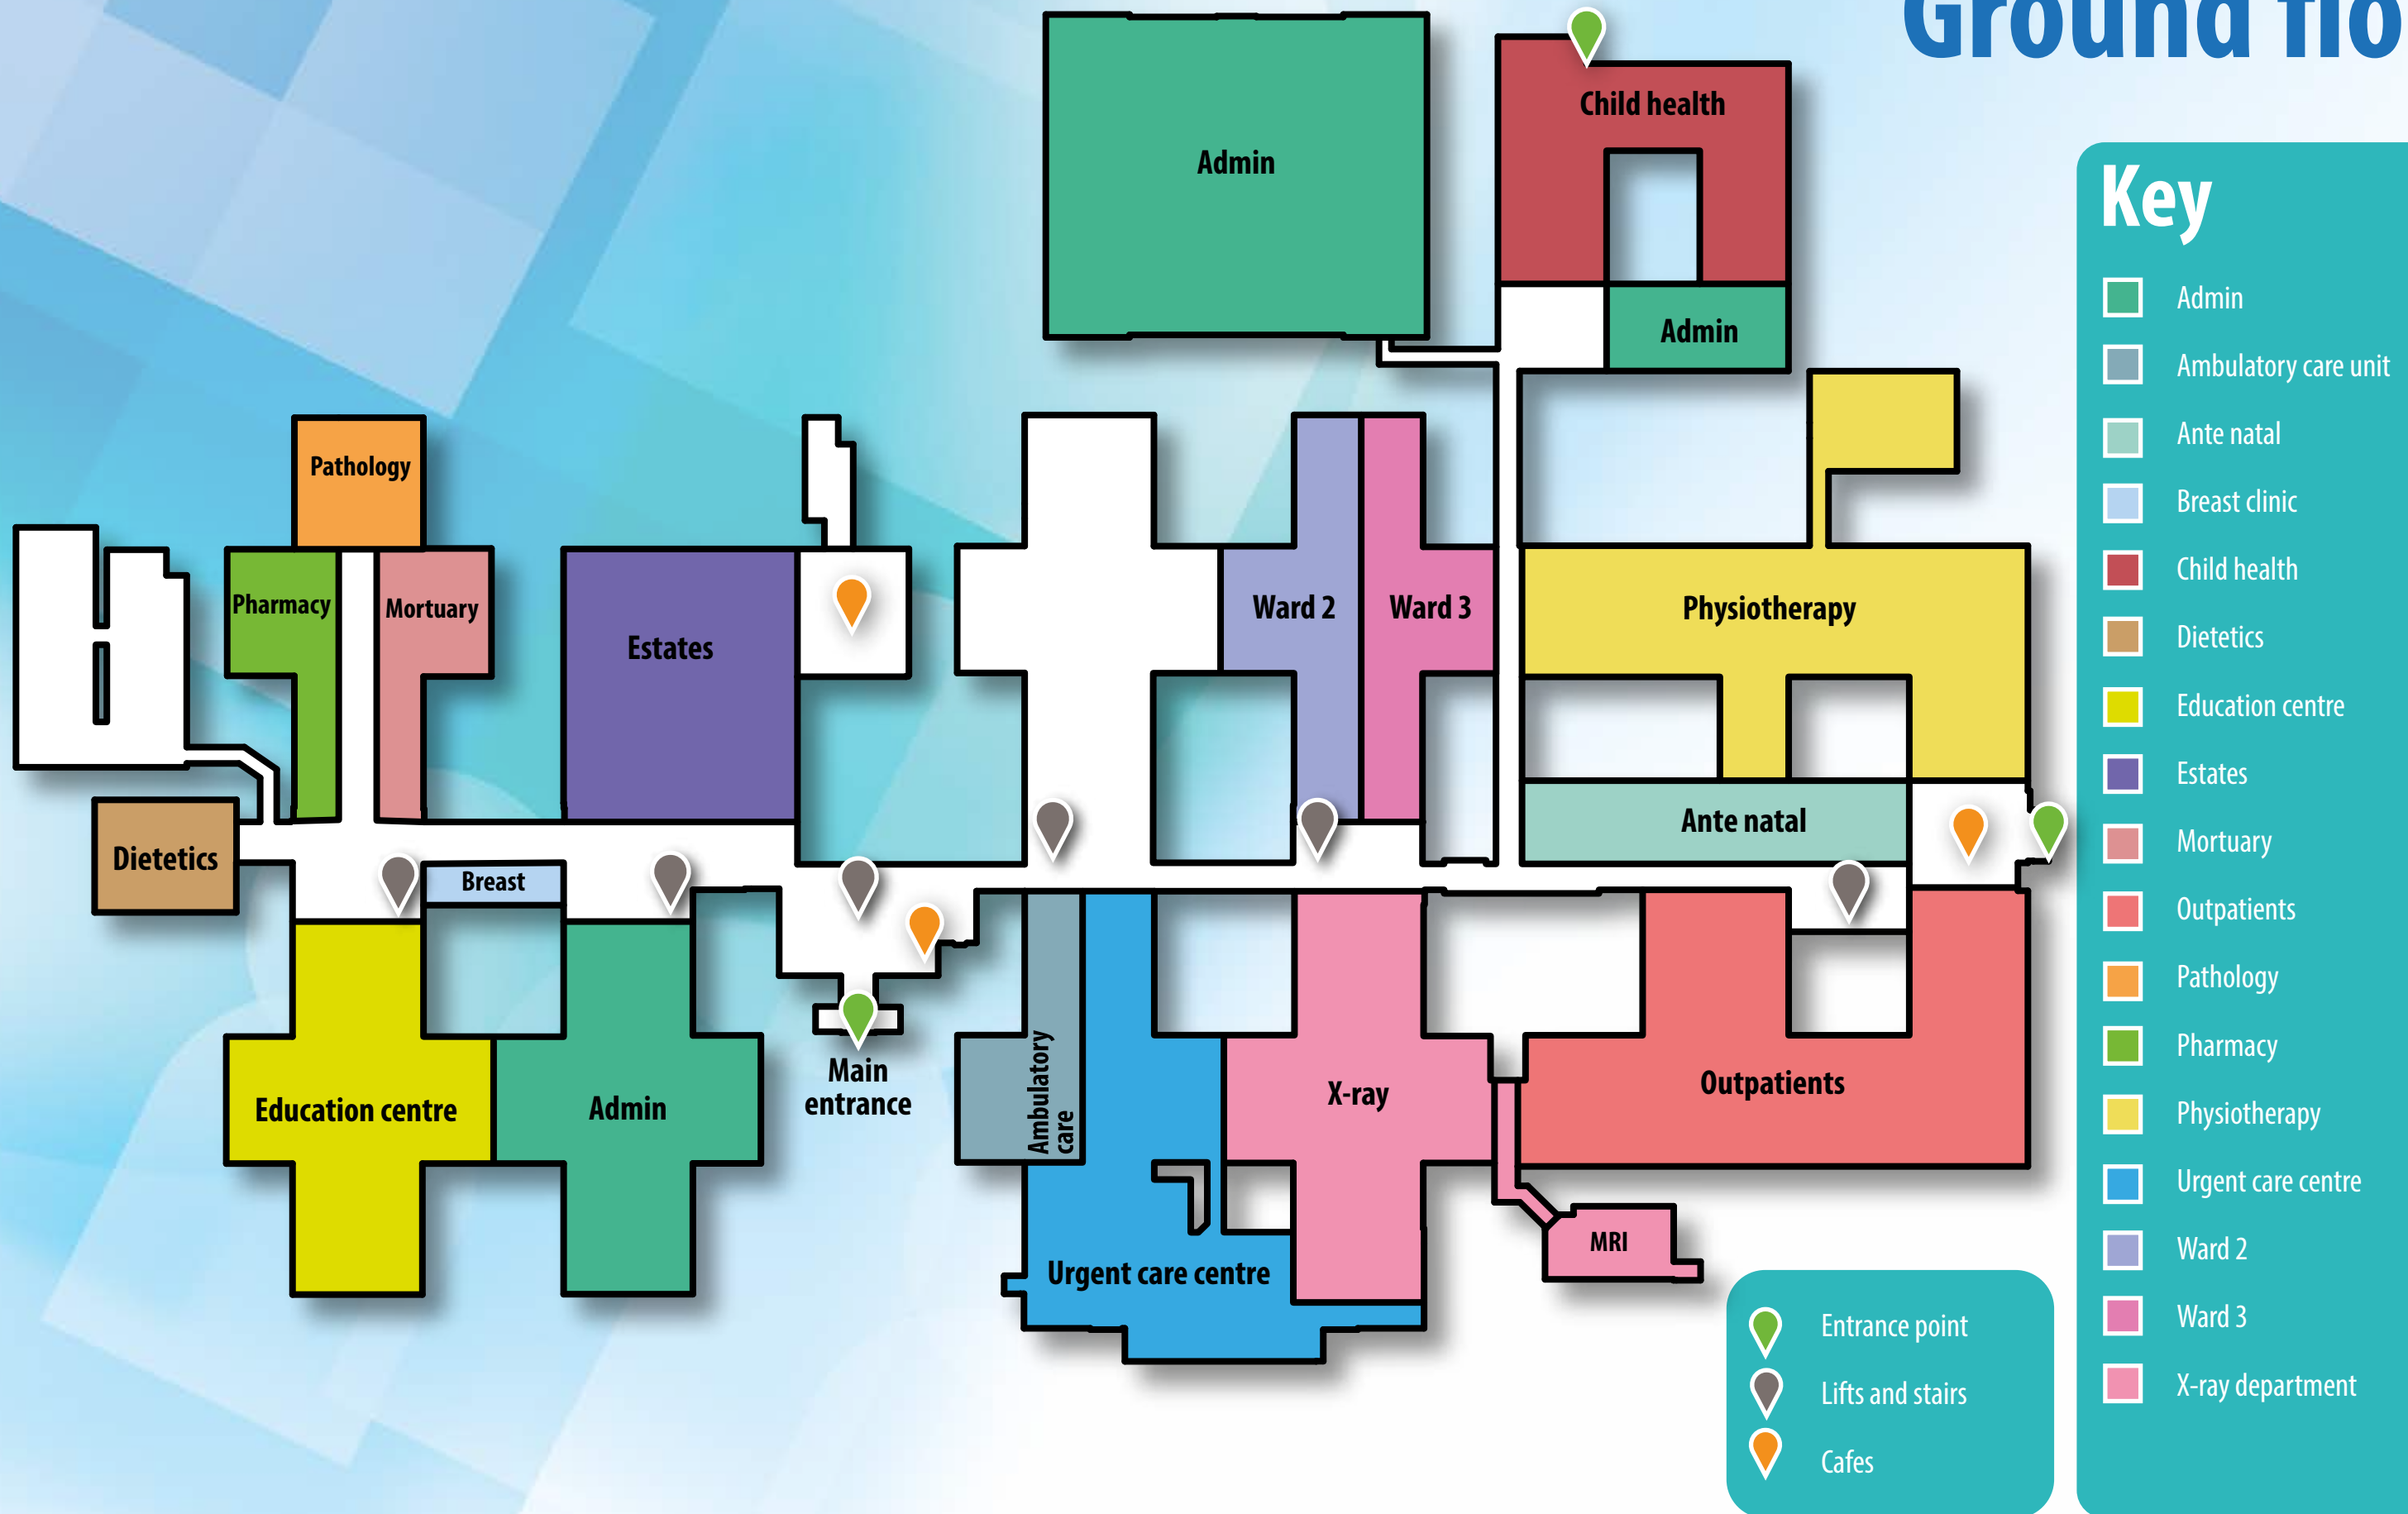 Ground flo
Admin
Child health
Admin
Pathology
Pharmacy
Mortuary
Estates
Ward 2
Ward 3
Physiotherapy
Dietetics
Breast
Ante natal
Education centre
Admin
Main
entrance
Ambulatory
care
X-ray
Outpatients
Urgent care centre
MRI
Key
Admin
Ambulatory care unit
Ante natal
Breast clinic
Child health
Dietetics
Education centre
Estates
Mortuary
Outpatients
Pathology
Pharmacy
Physiotherapy
Urgent care centre
Ward 2
Ward 3
X-ray department
Entrance point
Lifts and stairs
Cafes